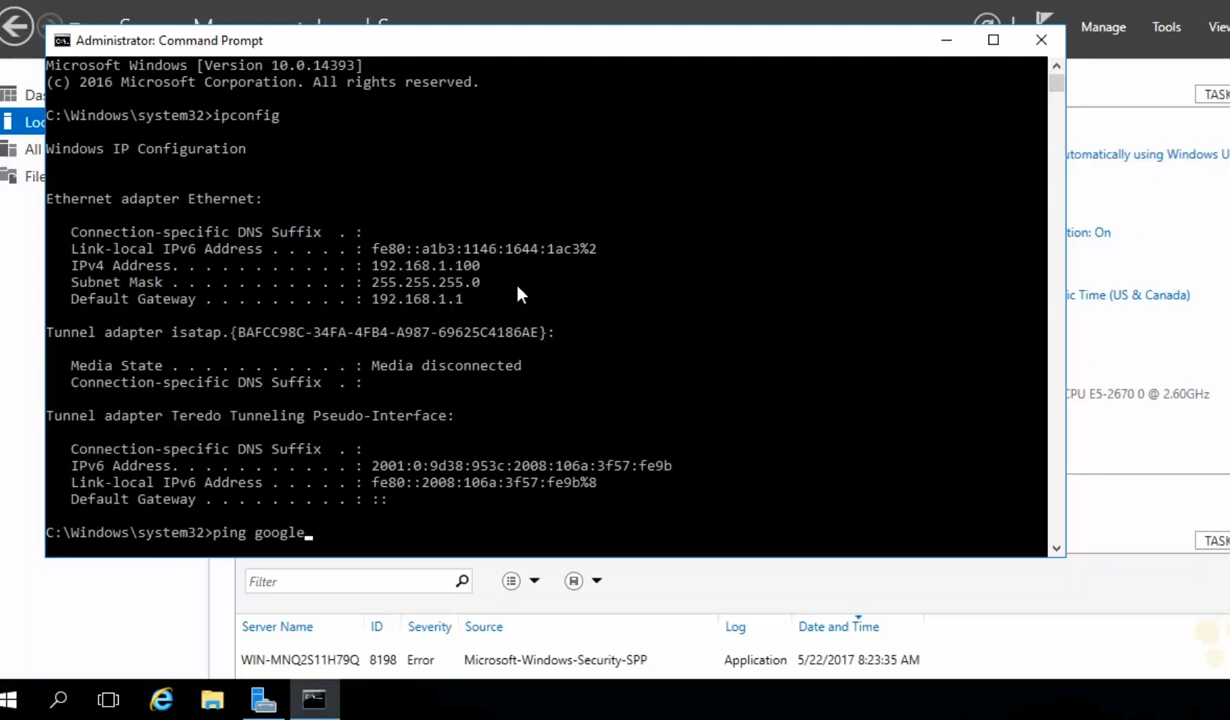 Manage Tools
Administrator: Command Prompt
Microsoft Windows [Version 10.0.14393]
(c) 2016 Microsoft Corporation. All rights reserved.
C:\Windows\system32>ipconfig
Windows IP Configuration
Ethernet adapter Ethernet:
Connection-specific DNS Suffix . :
Link-local IPv6 Address . . . . . : fe80::a1b3:1146:1644:1ac3%2
IPv4 Address. . . . . . . . . . . : 192.168.1.100
Subnet Mask . . . . . . . . . . . : 255.255.255.0
Default Gateway . . . . . . . . . : 192.168.1.1
Tunnel adapter isatap.{BAFCC98C-34FA-4FB4-A987-69625C4186AE}:
Media State . . . . . . . . . . . : Media disconnected
Connection-specific DNS Suffix . :
Tunnel adapter Teredo Tunneling Pseudo-Interface:
Connection-specific DNS Suffix . :
IPv6 Address. . . . . . . . . . . : 2001:0:9d38:953c:2008:106a:3f57:fe9b
Link-local IPv6 Address . . . . . : fe80::2008:106a:3f57:fe9b%8
Default Gateway . . . . . . . . . : ::
C:\Windows\system32>ping google
All
File
TASK
utomatically using Windows U
tion: On
ic Time (US & Canada)
CPU E5-2670 0 @ 2.60GHz
TASK
Filter
Server Name ID Severity Source Log Date and Time
WIN-MNQ2S11H79Q 8198 Error Microsoft-Windows-Security-SPP Application 5/22/2017 8:23:35 AM